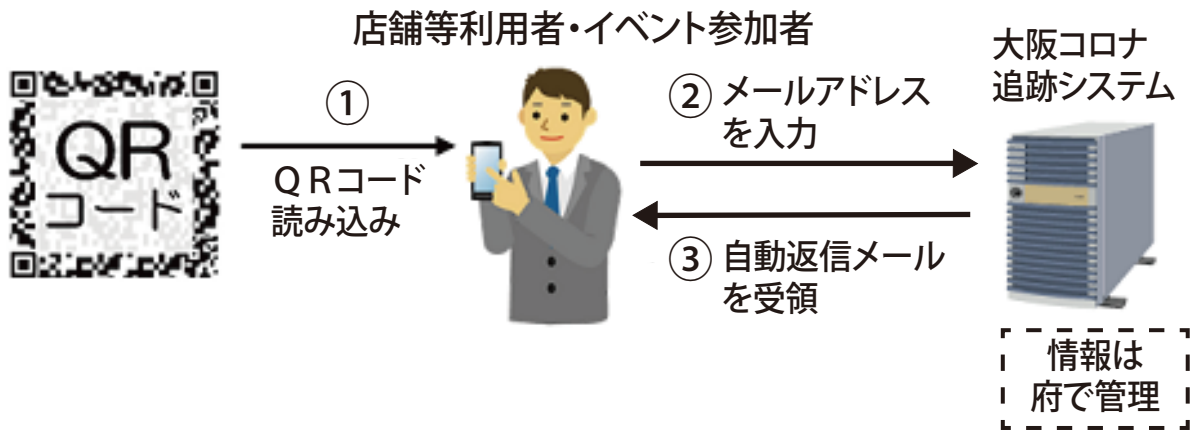 店舗等利用者・イベント参加者
QR
コード
①
QRコード
読み込み
② メールアドレス
を入力
③ 自動返信メール
を受領
大阪コロナ
追跡システム
情報は
府で管理